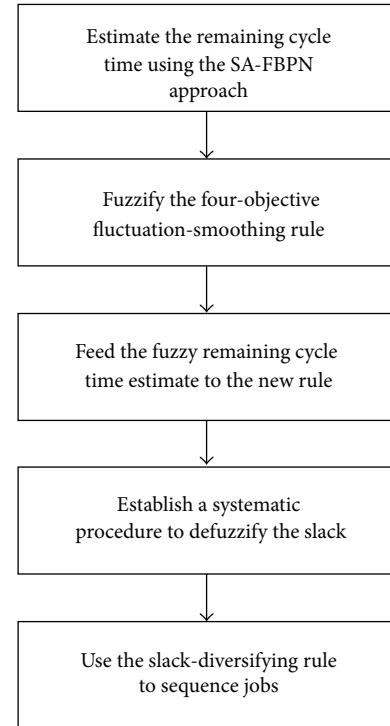 Estimate the remaining cycle
time using the SA-FBPN
approach
Fuzzify the four-objective
fluctuation-smoothing rule
Feed the fuzzy remaining cycle
time estimate to the new rule
Establish a systematic
procedure to defuzzify the slack
Use the slack-diversifying rule
to sequence jobs